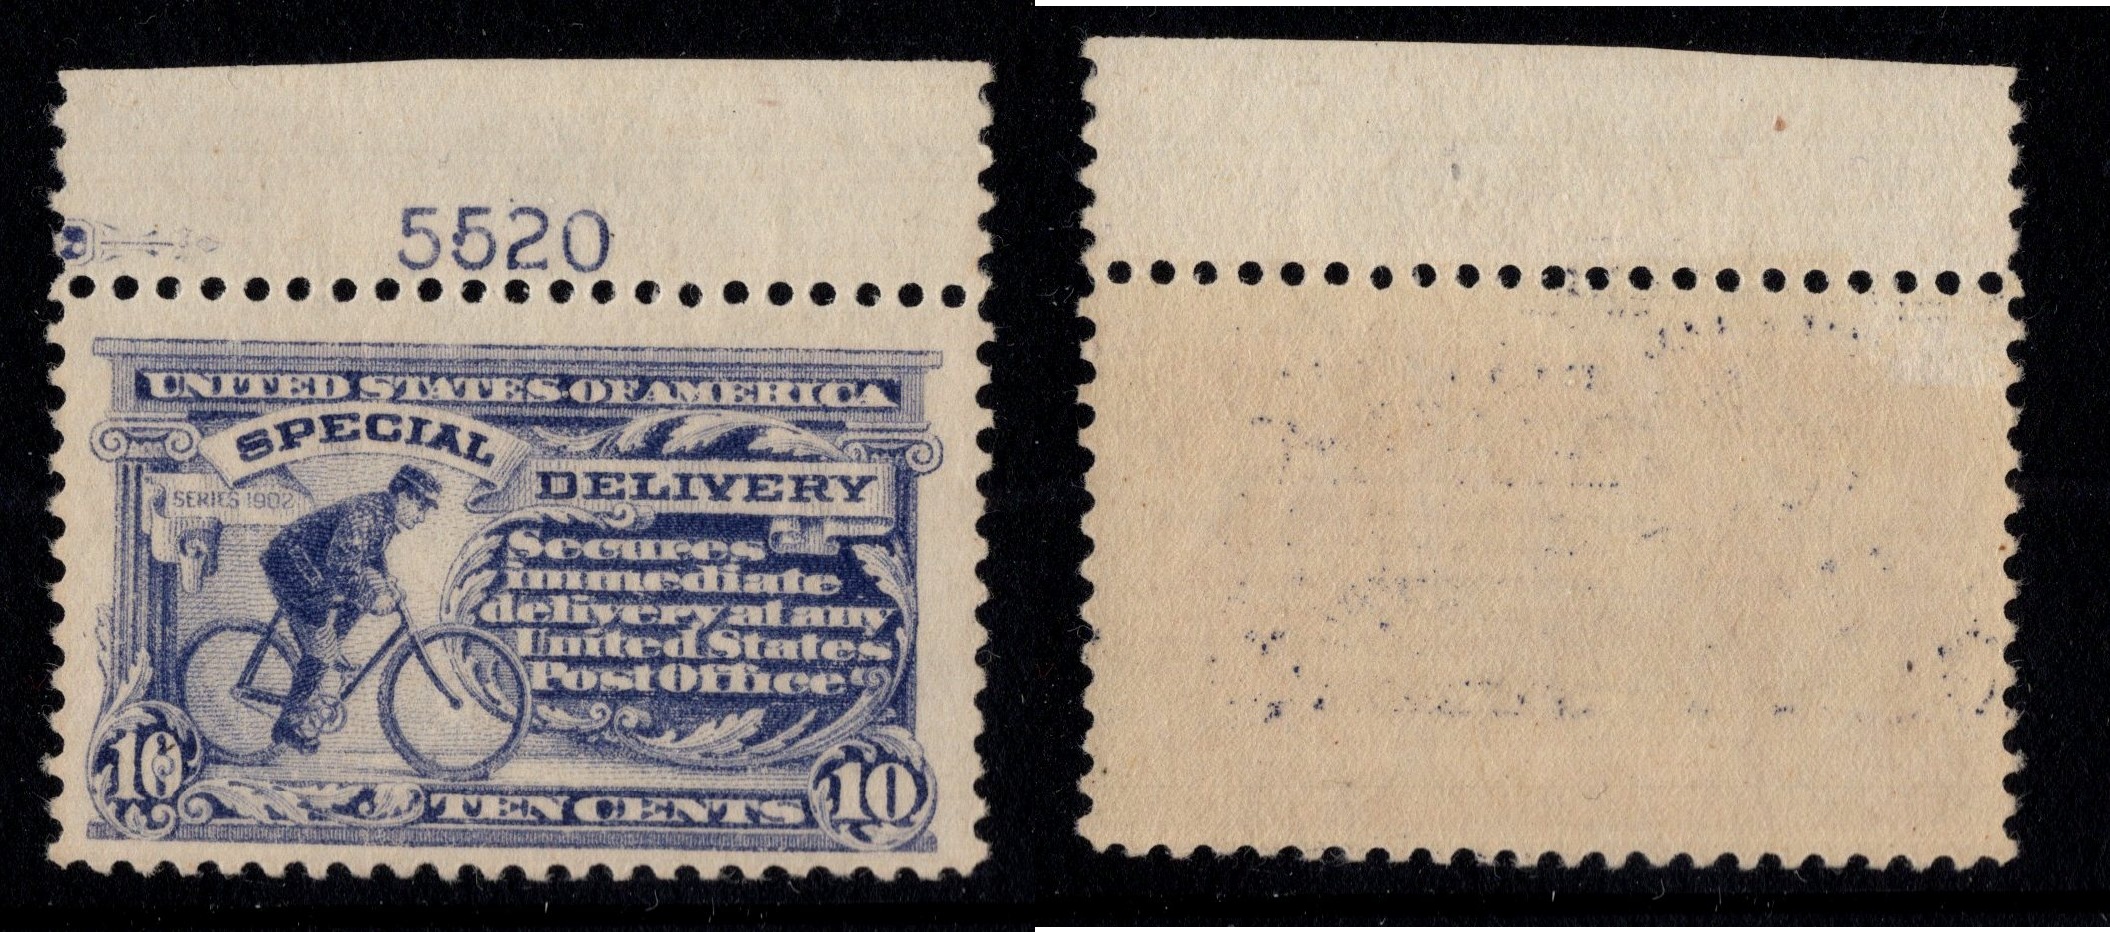 5520
UNITED STATES·OF AMERICA
SPECIAL
DELIVERY
SERIES 1902
Secures
immediate
delivery at any
United States
Post Office
10
TEN CENTS
10